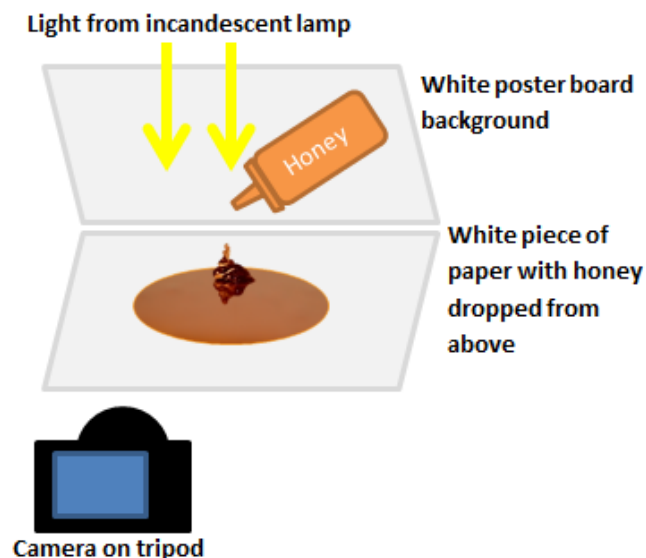 Light from incandescent lamp
White poster board
background
Honey
White piece of
paper with honey
dropped from
above
Camera on tripod